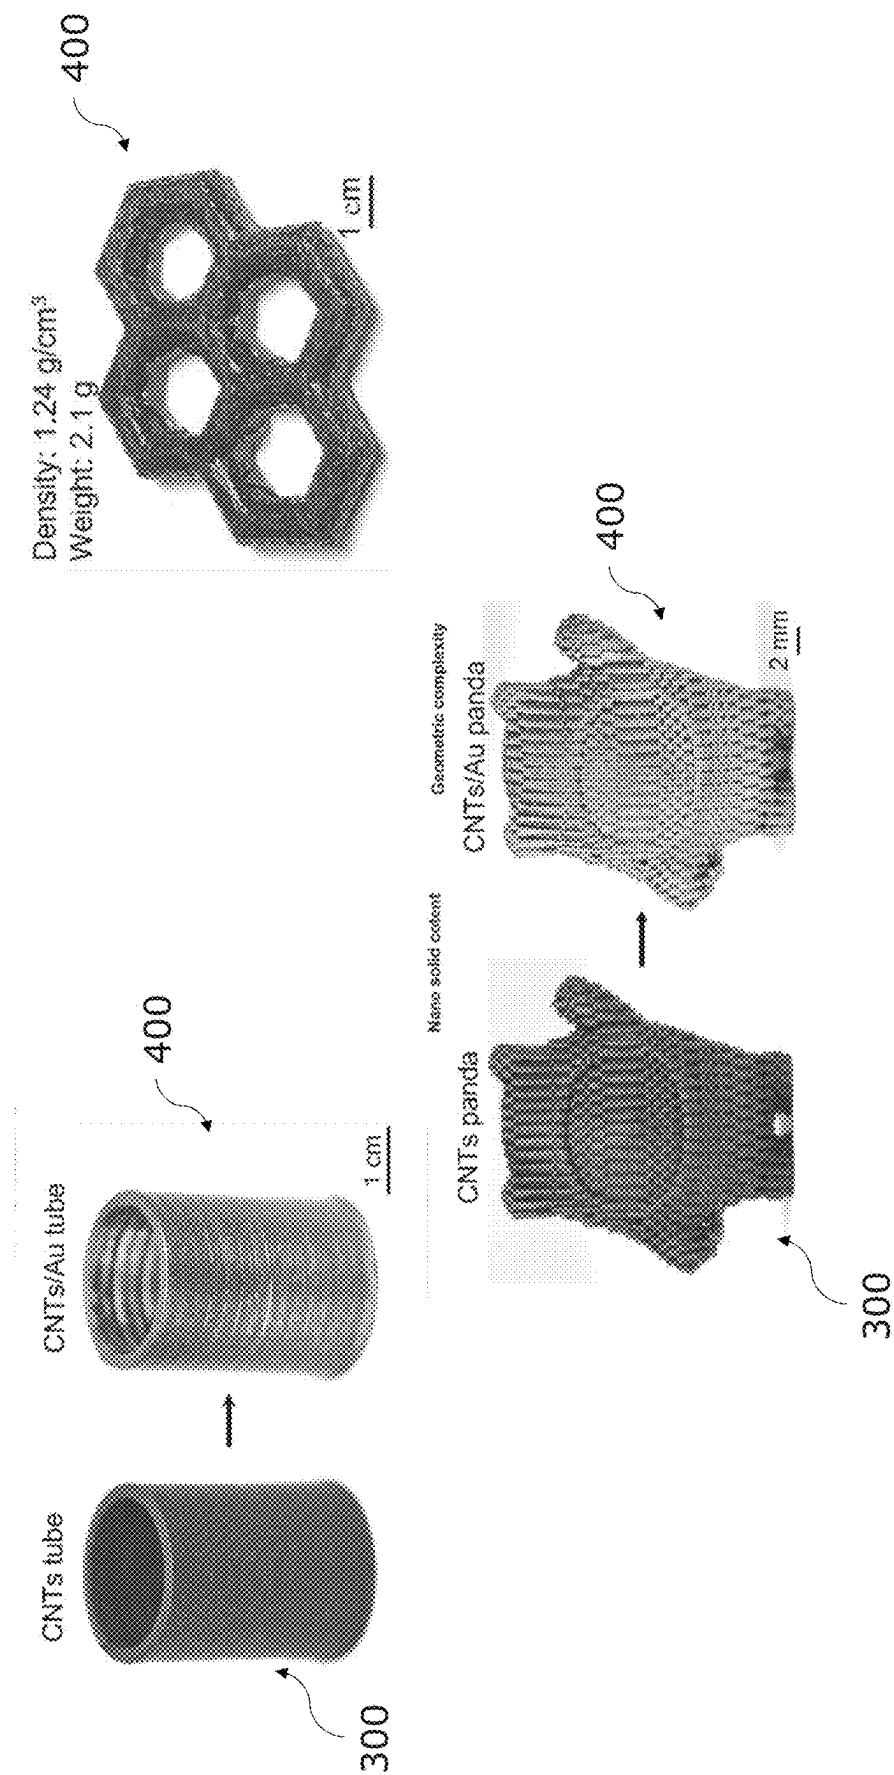 CNTs tube
CNTs/Au tube
400
300
1 cm
Density: 1.24 g/cm³
Weight: 2.1 g
400
1 cm
Nano solid cotent
Geometric complexity
CNTs panda
CNTs/Au panda
400
300
2 mm